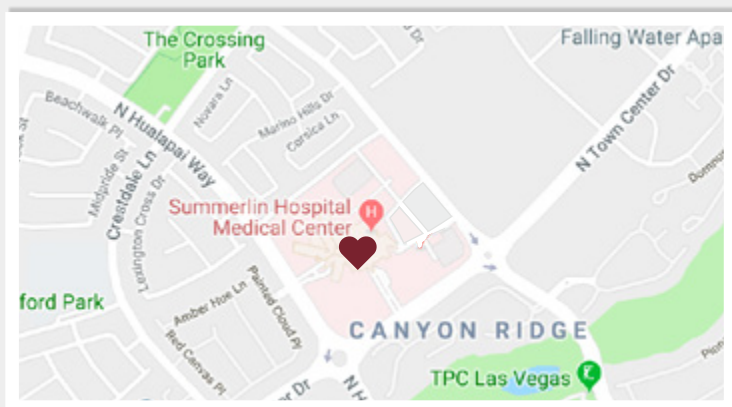 The Crossing
Park
Falling Water Apa
Dr
Beachwalk Pl
N Hualapai Way
Novara Ln
Marino Hills Dr
Corsica Ln
N Town Center Dr
Midpride St
Crestdale Ln
Lexington Cross Dr
Summerlin Hospital
Medical Center
H
ford Park
Amber Hue Ln
Painted Cloud Pl
Red Canvas Pl
CANYON RIDGE
TPC Las Vegas
Dr
N H